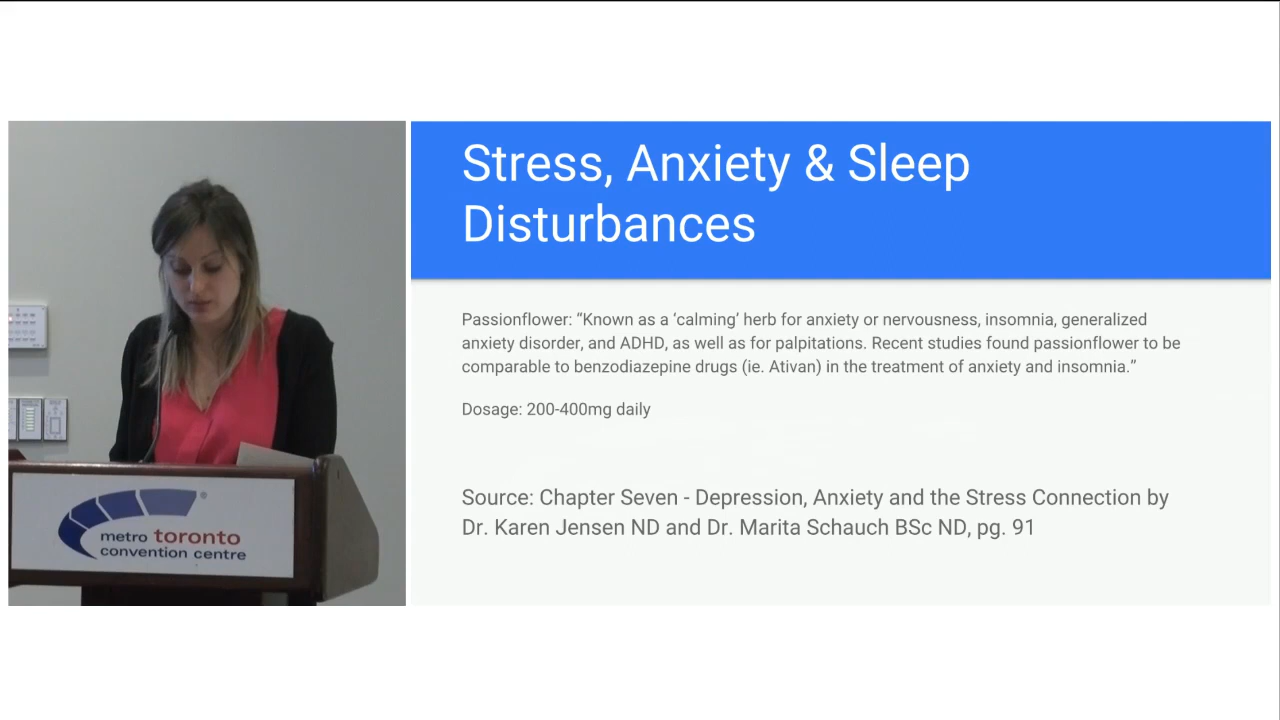 Stress, Anxiety & Sleep
Disturbances
Passionflower: “Known as a ‘calming’ herb for anxiety or nervousness, insomnia, generalized
anxiety disorder, and ADHD, as well as for palpitations. Recent studies found passionflower to be
comparable to benzodiazepine drugs (ie. Ativan) in the treatment of anxiety and insomnia.”
Dosage: 200-400mg daily
Source: Chapter Seven - Depression, Anxiety and the Stress Connection by
Dr. Karen Jensen ND and Dr. Marita Schauch BSc ND, pg. 91
metro toronto
convention centre